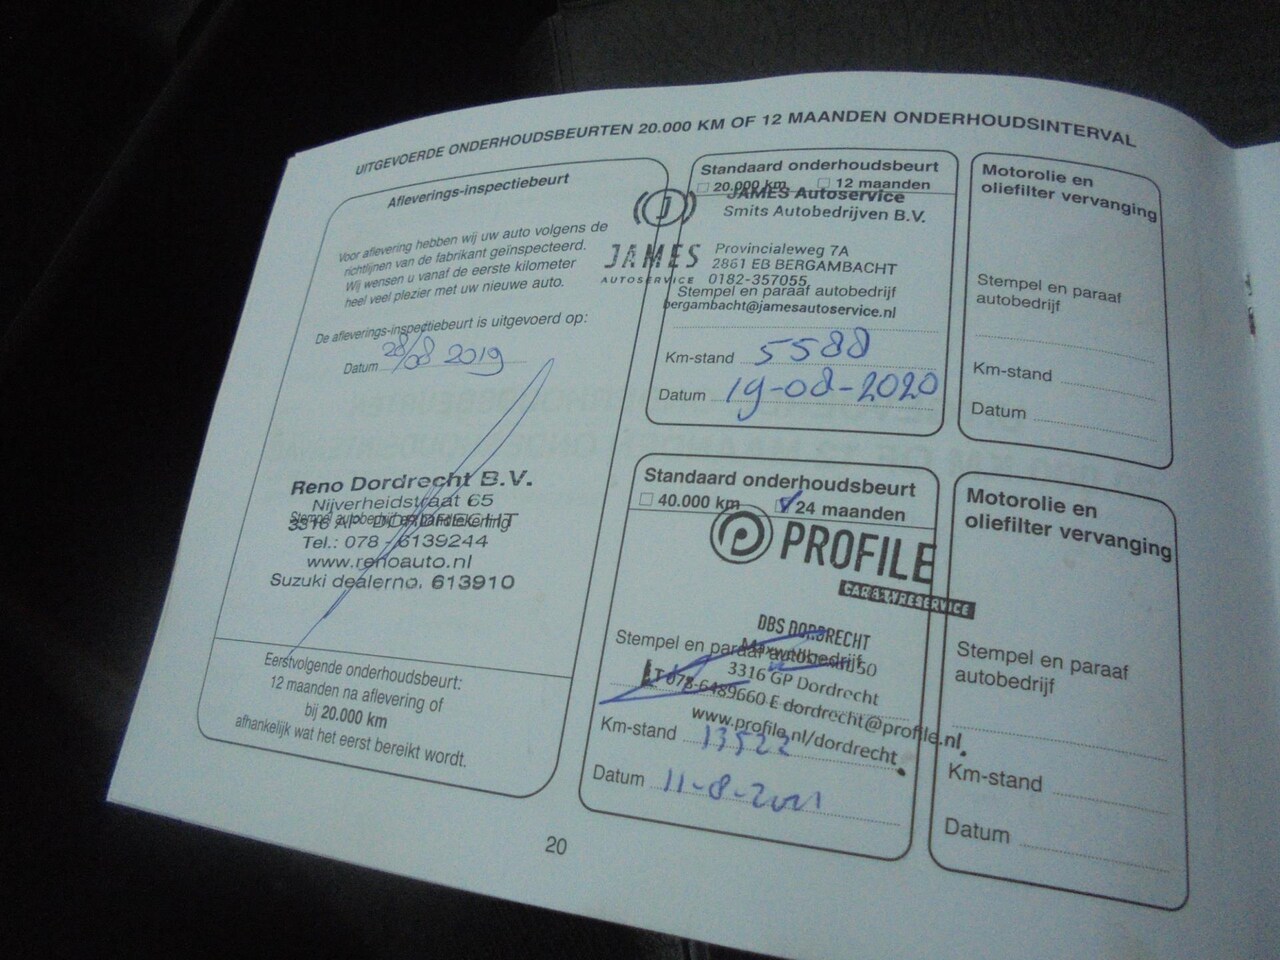 UITGEVOERDE ONDERHOUDSBEURTEN 20.000 KM OF 12 MAANDEN ONDERHOUDSINTERVAL
Afleverings-inspectiebeurt
Voor aflevering hebben wij uw auto volgens de
richtlijnen van de fabrikant geïnspecteerd.
Wij wensen u vanaf de eerste kilometer
heel veel plezier met uw nieuwe auto.
De afleverings-inspectiebeurt is uitgevoerd op:
Datum 28/08 2019
Reno Dordrecht B.V.
Nijverheidstraat 65
3316 AP DORDRECHT
Tel.: 078 - 6139244
www.renoauto.nl
Suzuki dealerno. 613910
Eerstvolgende onderhoudsbeurt:
12 maanden na aflevering of
bij 20.000 km
afhankelijk wat het eerst bereikt wordt.
Standaard onderhoudsbeurt
20.000 km 12 maanden
JAMES Autoservice
Smits Autobedrijven B.V.
J
JAMES
AUTOSERVICE
Provincialeweg 7A
2861 EB BERGAMBACHT
0182-357055
Stempel en paraaf autobedrijf
bergambacht@jamesautoservice.nl
Km-stand 5588
Datum 19-08-2020
Motorolie en
oliefilter vervanging
Stempel en paraaf
autobedrijf
Km-stand
Datum
Standaard onderhoudsbeurt
40.000 km 24 maanden
PROFILE
CAR & TYRESERVICE
DBS DORDRECHT
Stempel en paraaf autobedrijf
3316 GP Dordrecht
T 078-6489660 E dordrecht@profile.nl
www.profile.nl/dordrecht
Km-stand 13522
Datum 11-8-2021
Motorolie en
oliefilter vervanging
Stempel en paraaf
autobedrijf
Km-stand
Datum
20